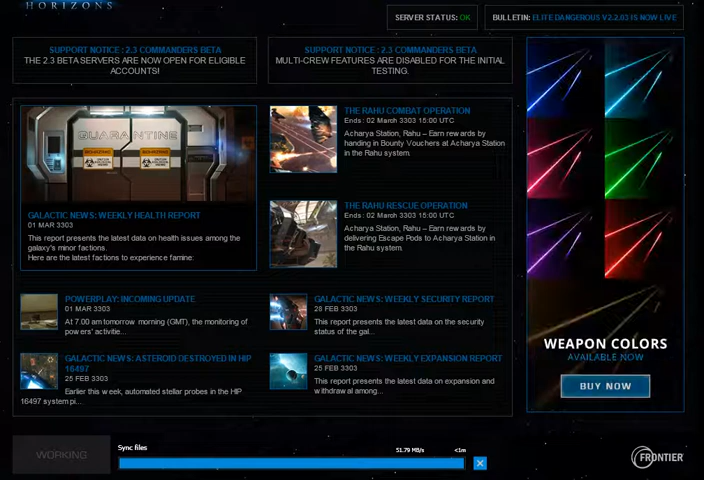 HORIZONS
SERVER STATUS: OK
BULLETIN: ELITE DANGEROUS V2.2.03 IS NOW LIVE
SUPPORT NOTICE : 2.3 COMMANDERS BETA
THE 2.3 BETA SERVERS ARE NOW OPEN FOR ELIGIBLE
ACCOUNTS!
SUPPORT NOTICE : 2.3 COMMANDERS BETA
MULTI-CREW FEATURES ARE DISABLED FOR THE INITIAL
TESTING.
QUARANTINE
GALACTIC NEWS: WEEKLY HEALTH REPORT
01 MAR 3303
This report presents the latest data on health issues among the
galaxy's minor factions.
Here are the latest factions to experience famine:
THE RAHU COMBAT OPERATION
Ends : 02 March 3303 15:00 UTC
Acharya Station, Rahu – Earn rewards by
handing in Bounty Vouchers at Acharya Station
in the Rahu system.
THE RAHU RESCUE OPERATION
Ends : 02 March 3303 15:00 UTC
Acharya Station, Rahu – Earn rewards by
delivering Escape Pods to Acharya Station in
the Rahu system.
POWERPLAY: INCOMING UPDATE
01 MAR 3303
At 7.00 am tomorrow morning (GMT), the monitoring of
powers' activitie...
GALACTIC NEWS: WEEKLY SECURITY REPORT
28 FEB 3303
This report presents the latest data on the security
status of the gal...
GALACTIC NEWS: ASTEROID DESTROYED IN HIP
16497
25 FEB 3303
Earlier this week, automated stellar probes in the HIP
16497 system pi...
GALACTIC NEWS: WEEKLY EXPANSION REPORT
25 FEB 3303
This report presents the latest data on expansion and
withdrawal among...
WEAPON COLORS
AVAILABLE NOW
BUY NOW
WORKING
Sync files
51.79 MB/s
<1m
FRONTIER